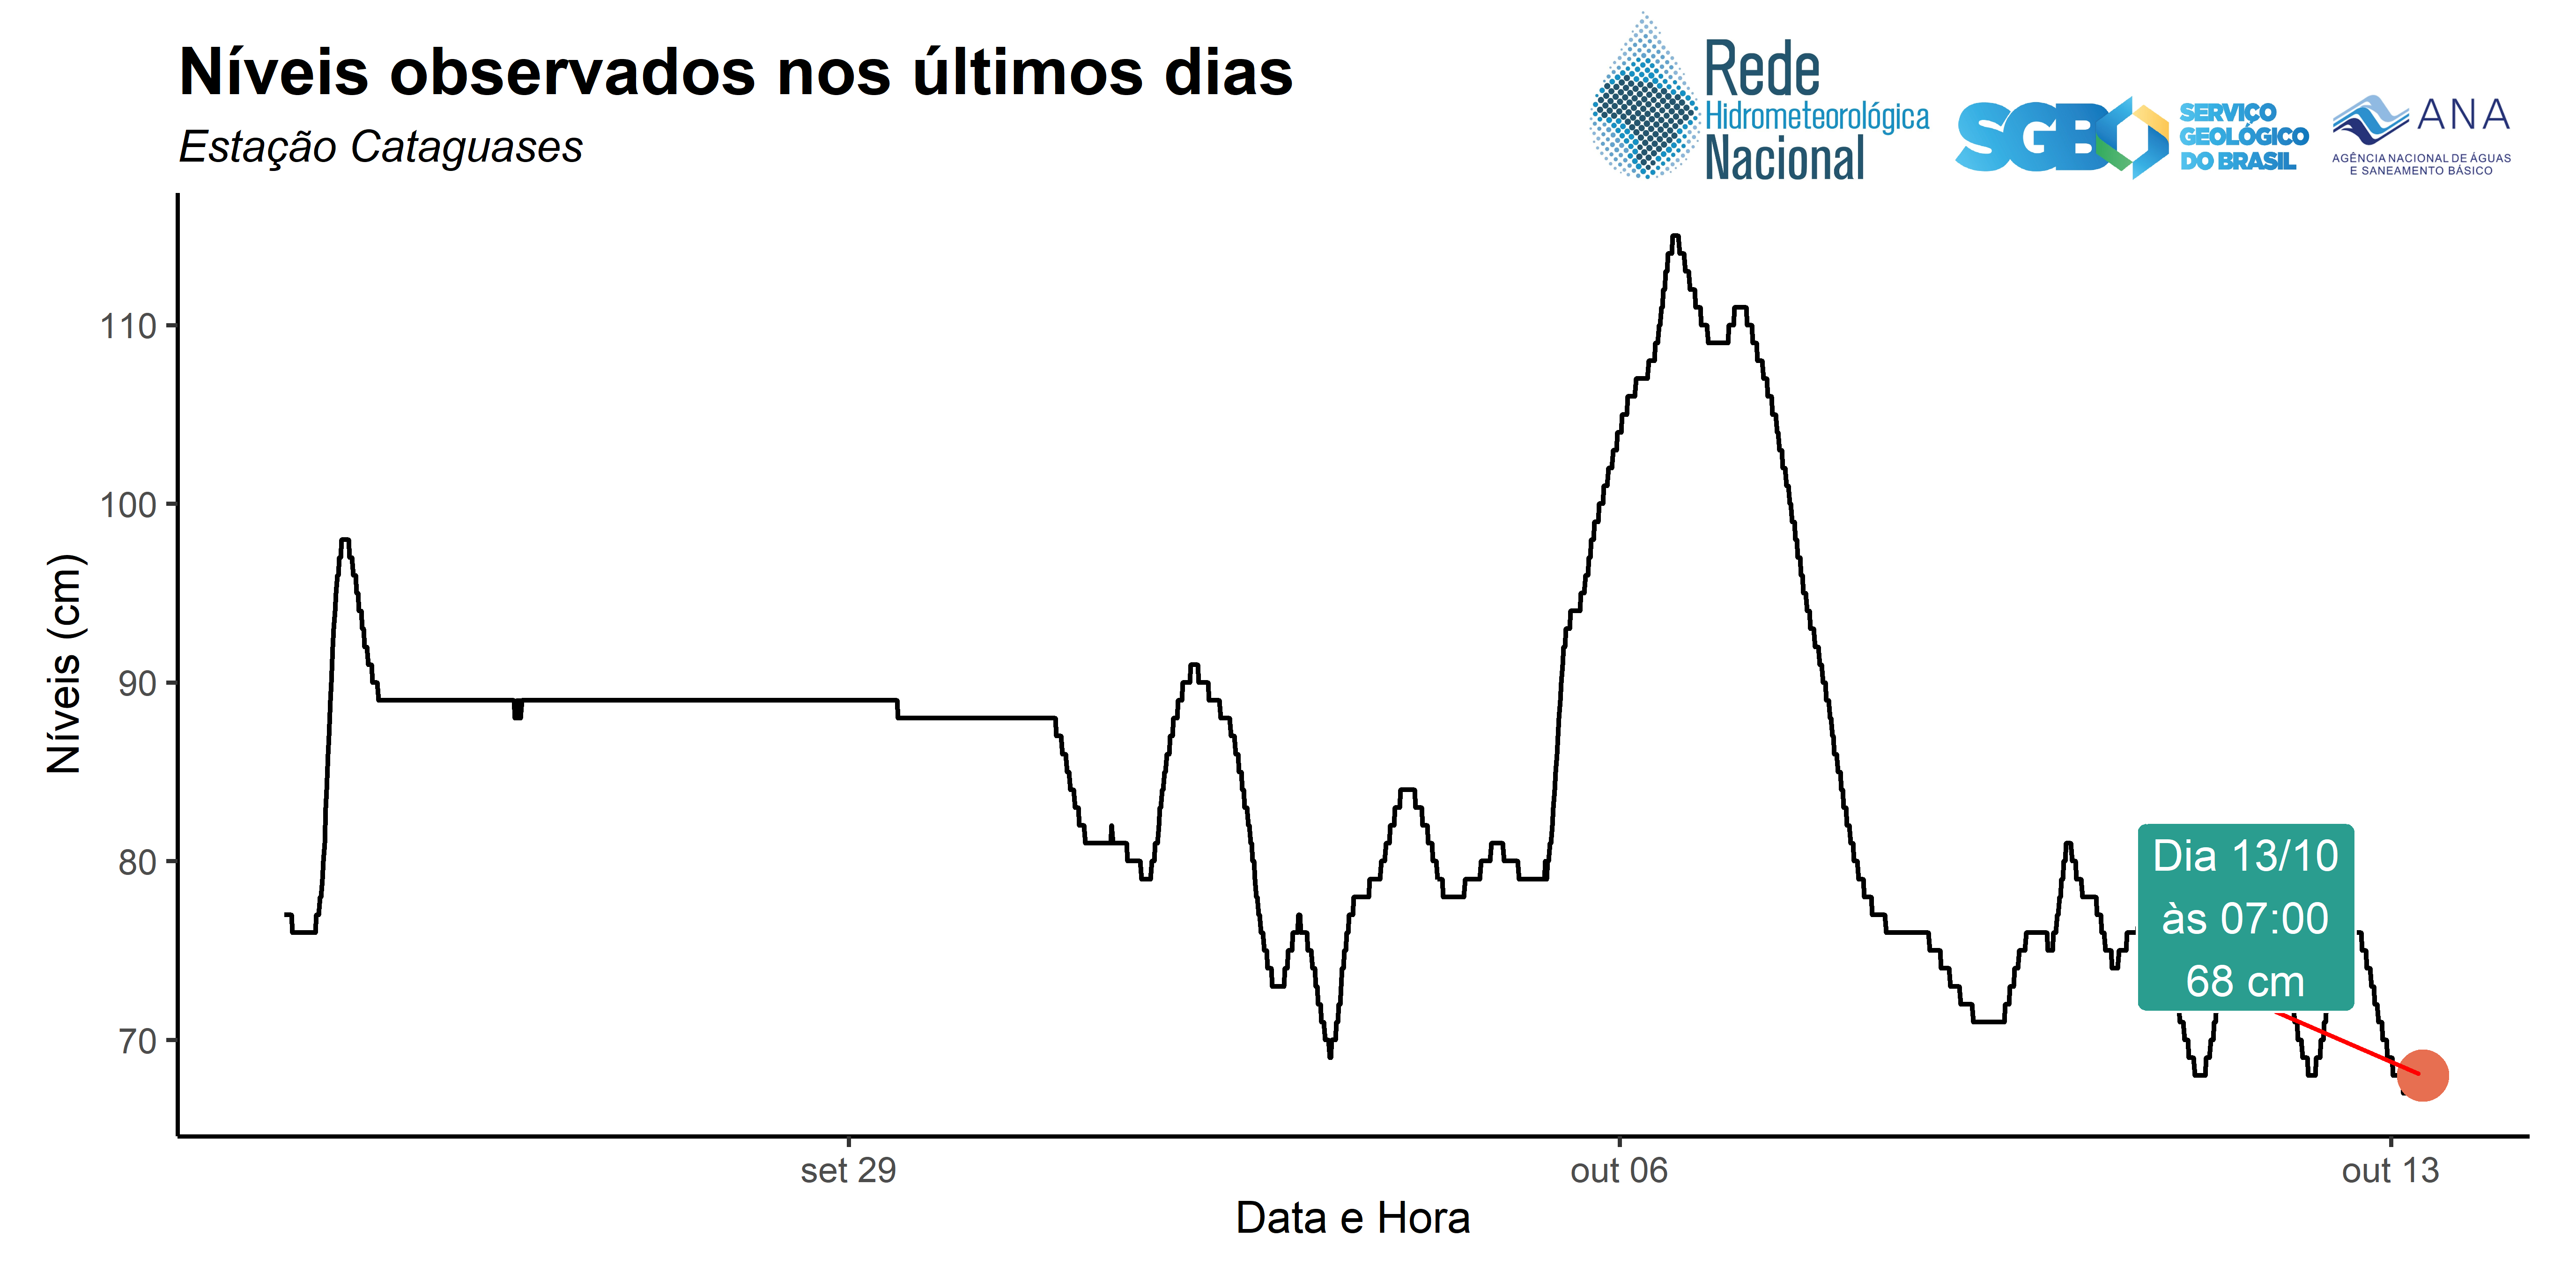 Níveis observados nos últimos dias
Estação Cataguases
Rede
Hidrometeorológica
Nacional
SGB
SERVIÇO
GEOLÓGICO
DO BRASIL
ANA
AGÊNCIA NACIONAL DE ÁGUAS
E SANEAMENTO BÁSICO
Níveis (cm)
110
100
90
80
70
Dia 13/10
às 07:00
68 cm
set 29
out 06
out 13
Data e Hora